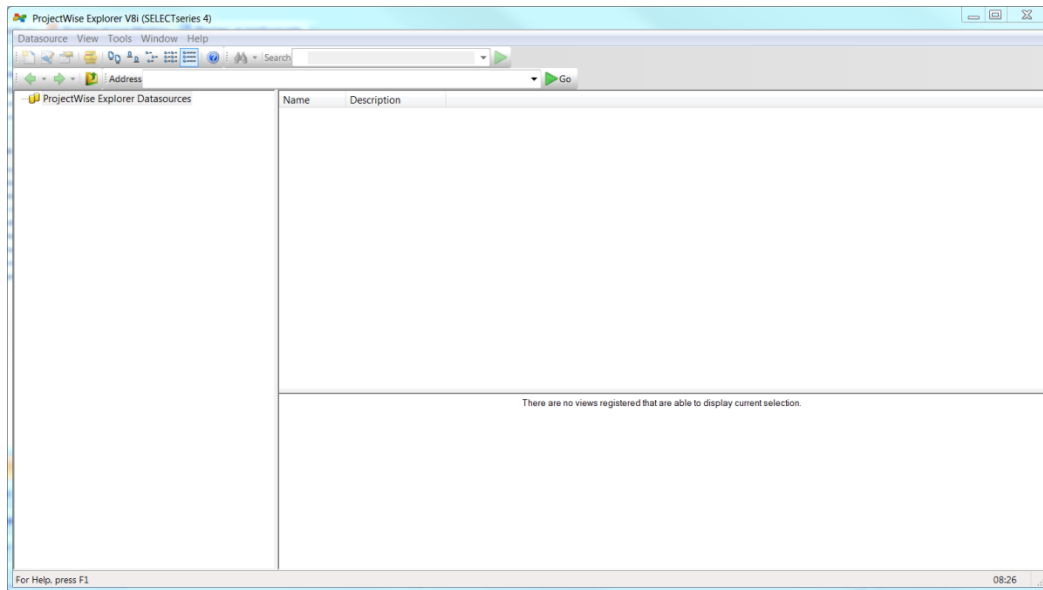 ProjectWise Explorer V8i (SELECTseries 4)
Datasource View Tools Window Help
Search
Address Go
ProjectWise Explorer Datasources
Name Description
There are no views registered that are able to display current selection.
For Help, press F1 08:26